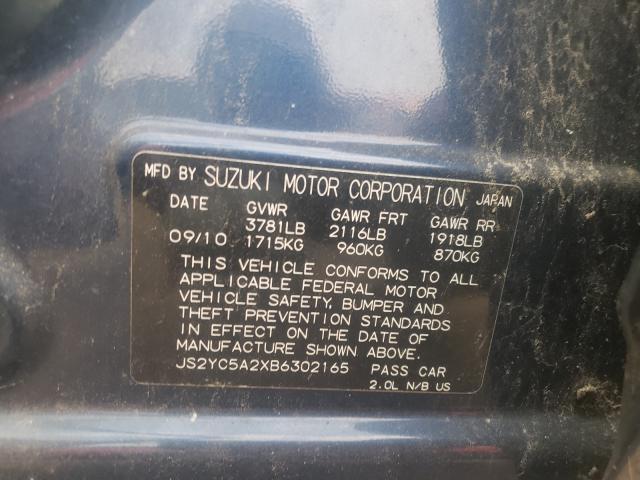 MFD BY SUZUKI MOTOR CORPORATION JAPAN
DATE GVWR GAWR FRT GAWR RR
3781LB 2116LB 1918LB
09/10 1715KG 960KG 870KG
THIS VEHICLE CONFORMS TO ALL
APPLICABLE FEDERAL MOTOR
VEHICLE SAFETY, BUMPER AND
THEFT PREVENTION STANDARDS
IN EFFECT ON THE DATE OF
MANUFACTURE SHOWN ABOVE.
JS2YC5A2XB6302165 PASS CAR
2.0L N/B US